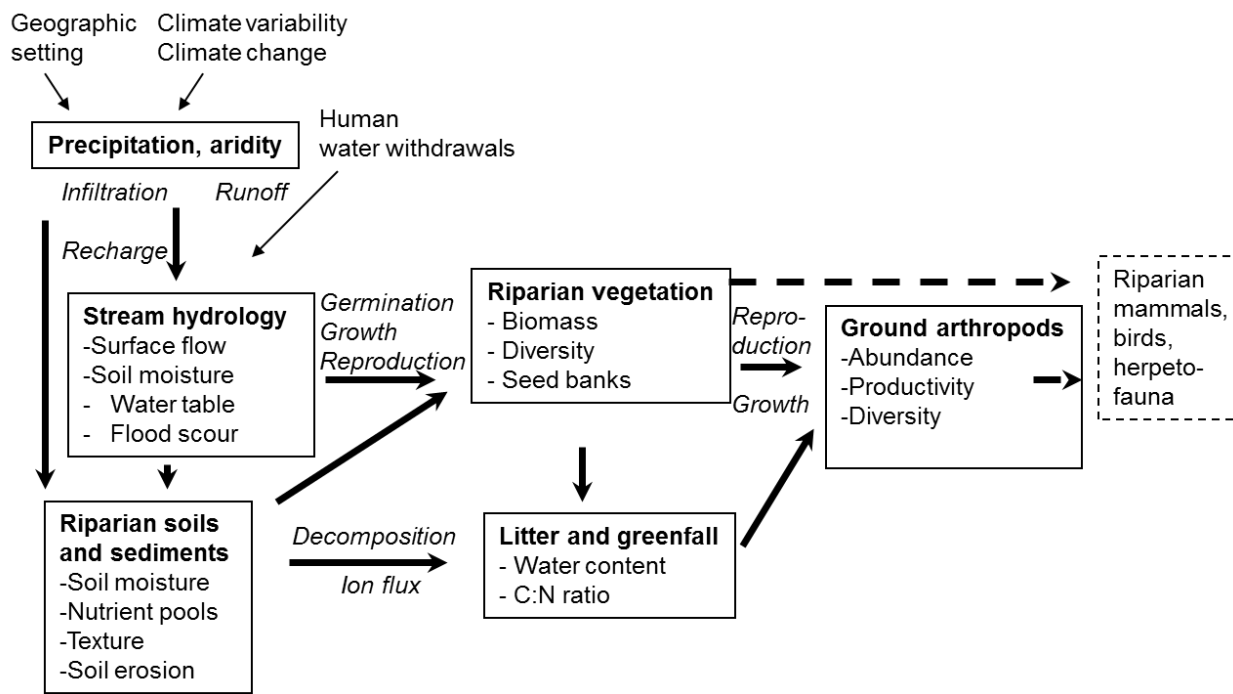 Geographic
setting
Climate variability
Climate change
Precipitation, aridity
Human
water withdrawals
Infiltration
Runoff
Recharge
Stream hydrology
-Surface flow
-Soil moisture
- Water table
- Flood scour
Germination
Growth
Reproduction
Riparian vegetation
- Biomass
- Diversity
- Seed banks
Repro-
duction
Growth
Ground arthropods
-Abundance
-Productivity
-Diversity
Riparian
mammals,
birds,
herpeto-
fauna
Riparian soils
and sediments
-Soil moisture
-Nutrient pools
-Texture
-Soil erosion
Decomposition
Ion flux
Litter and greenfall
- Water content
- C:N ratio